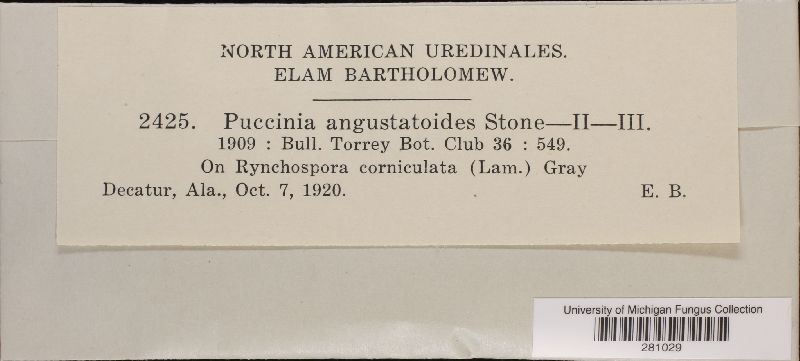 NORTH AMERICAN UREDINALES.
ELAM BARTHOLOMEW.
2425. Puccinia angustatoides Stone—II—III.
1909 : Bull. Torrey Bot. Club 36 : 549.
On Rynchospora corniculata (Lam.) Gray
Decatur, Ala., Oct. 7, 1920. E. B.
University of Michigan Fungus Collection
281029